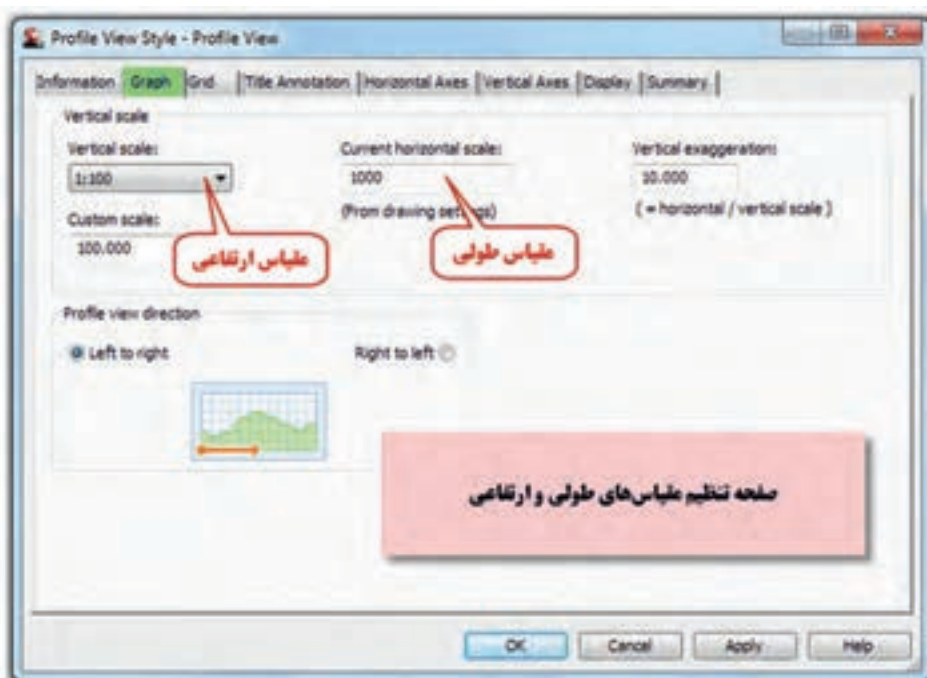 Profile View Style - Profile View
Information Graph Grid Title Annotation Horizontal Axes Vertical Axes Display Summary
Vertical scale
Vertical scale: Current horizontal scale: Vertical exaggeration:
1:100 1000 10.000
(From drawing settings) ( = horizontal / vertical scale )
Custom scale:
100.000
مقیاس ارتفاعی
مقیاس طولی
Profile view direction
Left to right Right to left
صفحه تنظیم مقیاس‌های طولی و ارتفاعی
OK Cancel Apply Help